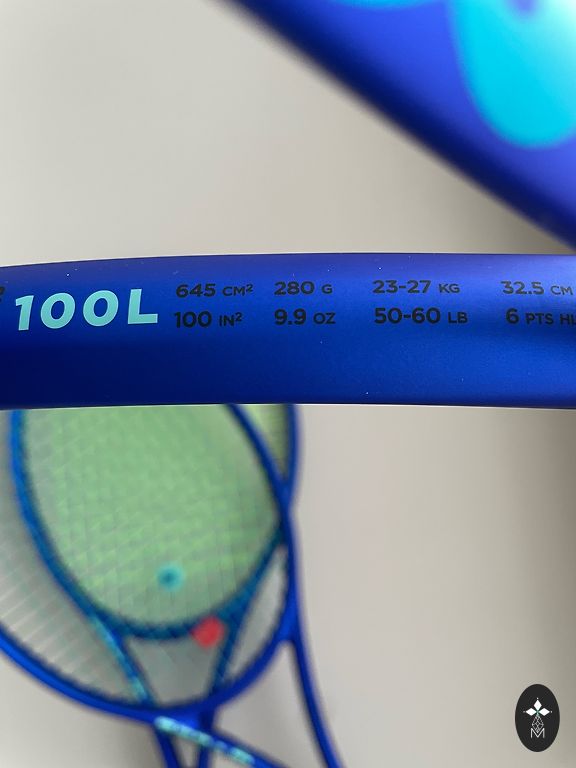 100L
645 CM² 280 G 23-27 KG 32.5 CM
100 IN² 9.9 OZ 50-60 LB 6 PTS
M